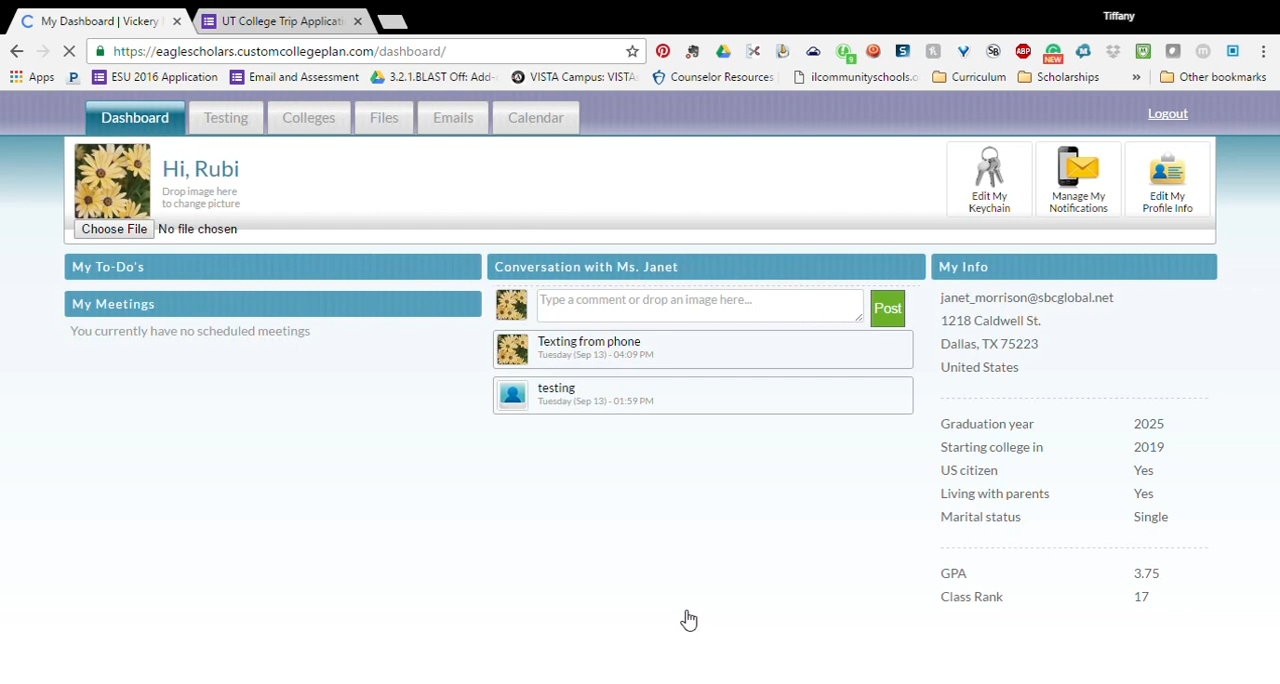 Tiffany
My Dashboard | Vickery
UT College Trip Applicati
https://eaglescholars.customcollegeplan.com/dashboard/
9
ABP
NEW
Apps
ESU 2016 Application
Email and Assessment
3.2.1.BLAST Off: Add-
VISTA Campus: VISTA
Counselor Resources
ilcommunityschools.o
Curriculum
Scholarships
»
Other bookmarks
Dashboard
Testing
Colleges
Files
Emails
Calendar
Logout
Hi, Rubi
Drop image here
to change picture
Choose File No file chosen
Edit My
Keychain
Manage My
Notifications
Edit My
Profile Info
My To-Do's
My Meetings
You currently have no scheduled meetings
Conversation with Ms. Janet
Type a comment or drop an image here...
Post
Texting from phone
Tuesday (Sep 13) - 04:09 PM
testing
Tuesday (Sep 13) - 01:59 PM
My Info
janet_morrison@sbcglobal.net
1218 Caldwell St.
Dallas, TX 75223
United States
Graduation year 2025
Starting college in 2019
US citizen Yes
Living with parents Yes
Marital status Single
GPA 3.75
Class Rank 17